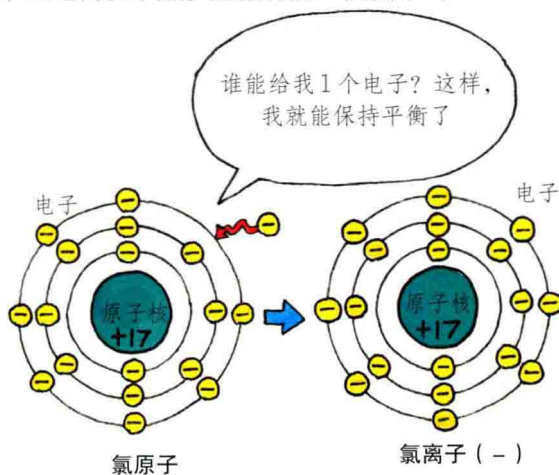 谁能给我1个电子？这样，
我就能保持平衡了
电子
电子
原子核
+17
原子核
+17
氯原子
氯离子（－）